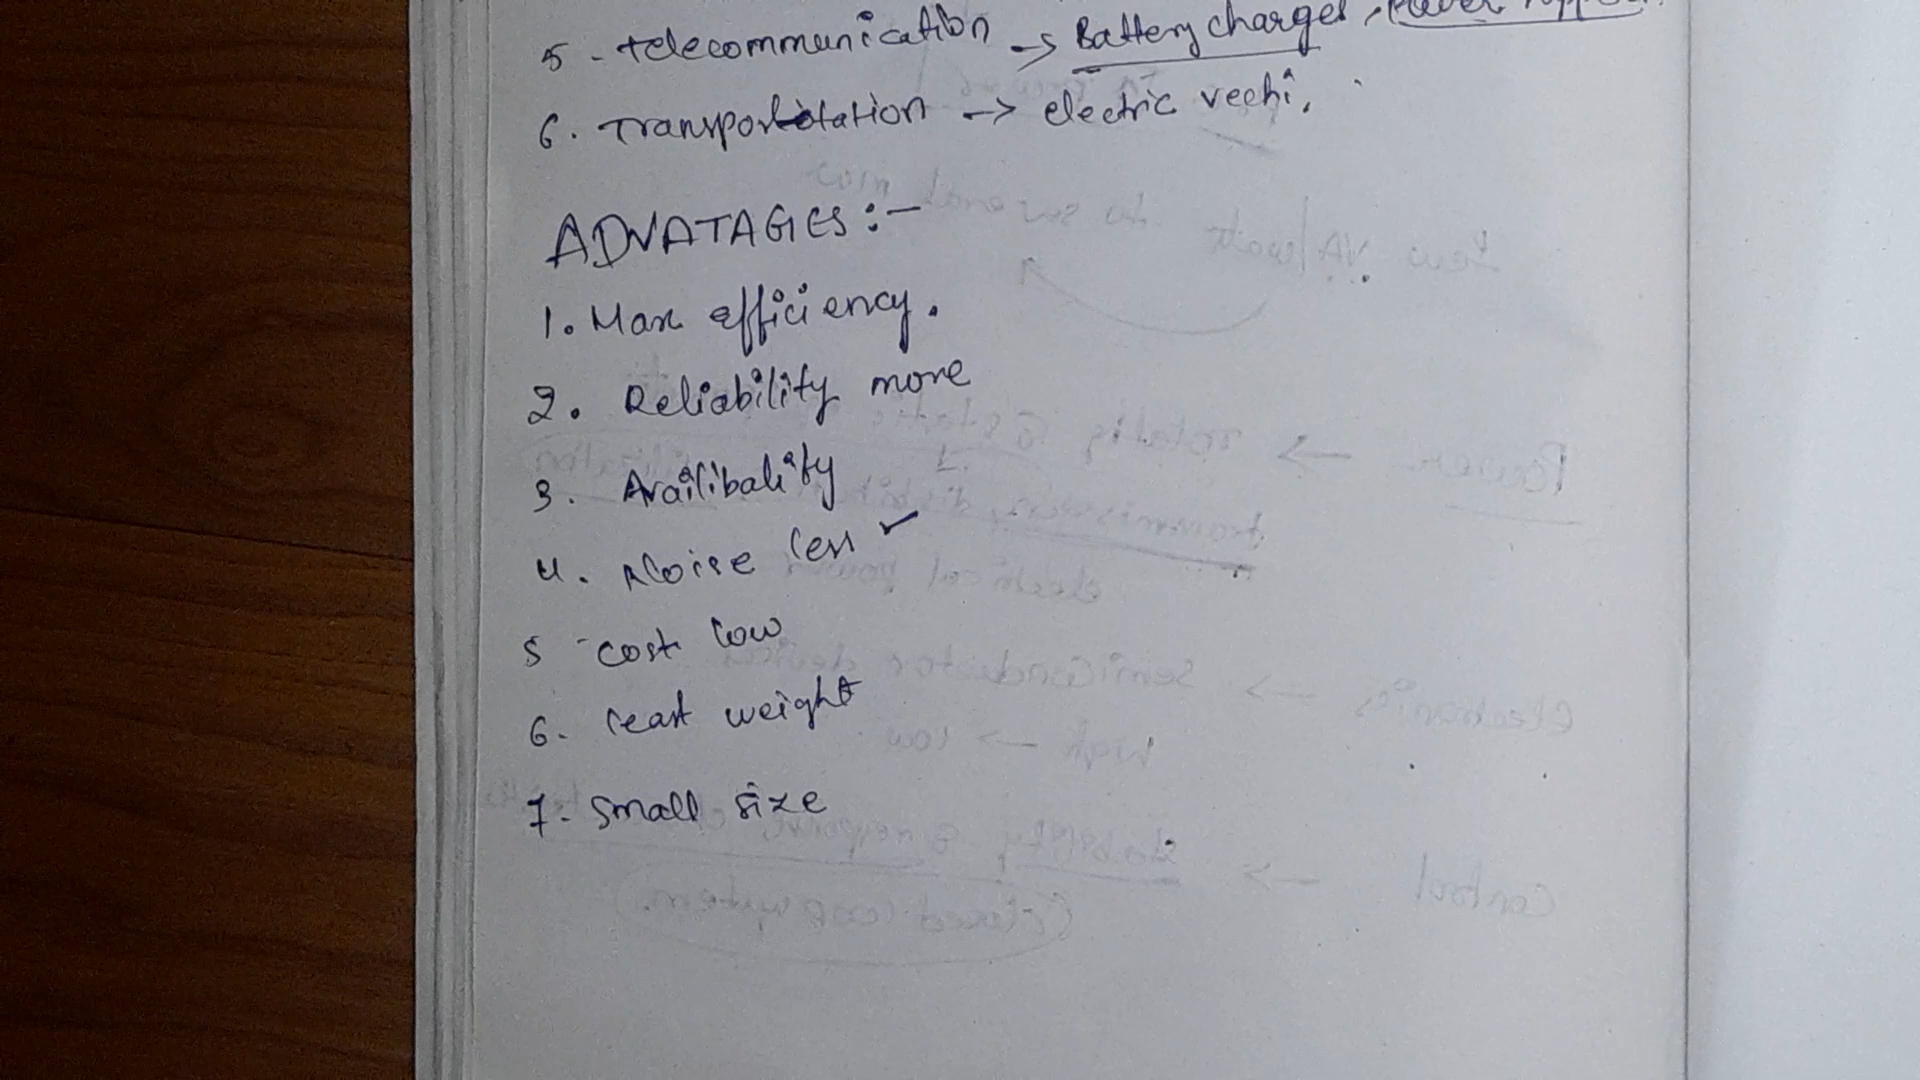 5 - telecommunication → Battery charger, Power
6. Transportation → electric vechi.
ADVATAGES :-
1. Max efficiency.
2. Reliability more
3. Availibality
4. Noise less ✓
5 - cost low
6. least weight
7. Small size